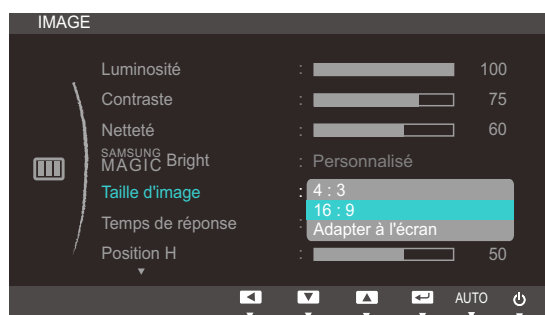 IMAGE
Luminosité : 100
Contraste : 75
Netteté : 60
SAMSUNG MAGIC Bright : Personnalisé
Taille d'image : 4 : 3
16 : 9
Temps de réponse :
Adapter à l'écran
Position H : 50
AUTO